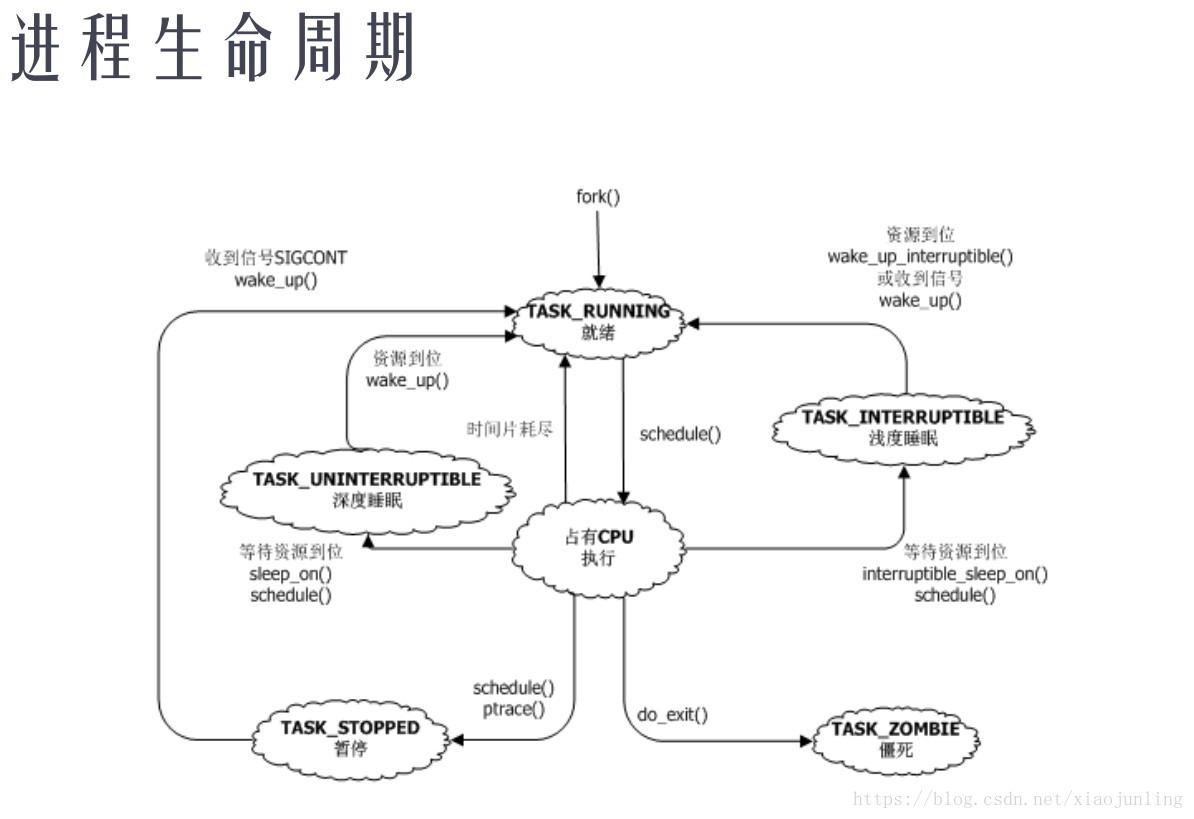 进程生命周期
fork()
收到信号SIGCONT
wake_up()
资源到位
wake_up_interruptible()
或收到信号
wake_up()
TASK_RUNNING
就绪
资源到位
wake_up()
时间片耗尽
schedule()
TASK_INTERRUPTIBLE
浅度睡眠
TASK_UNINTERRUPTIBLE
深度睡眠
占有CPU
执行
等待资源到位
sleep_on()
schedule()
等待资源到位
interruptible_sleep_on()
schedule()
schedule()
ptrace()
do_exit()
TASK_STOPPED
暂停
TASK_ZOMBIE
僵死
https://blog.csdn.net/xiaojunling